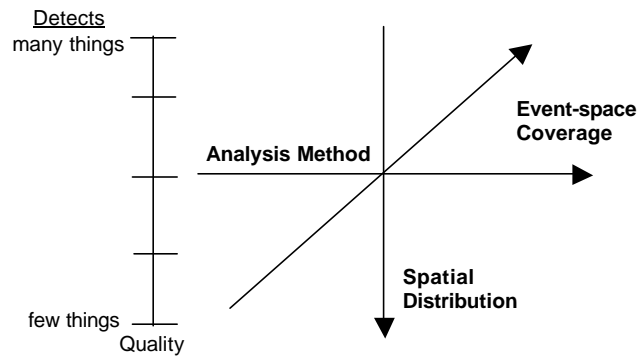 Detects
many things
few things
Quality
Analysis Method
Event-space
Coverage
Spatial
Distribution